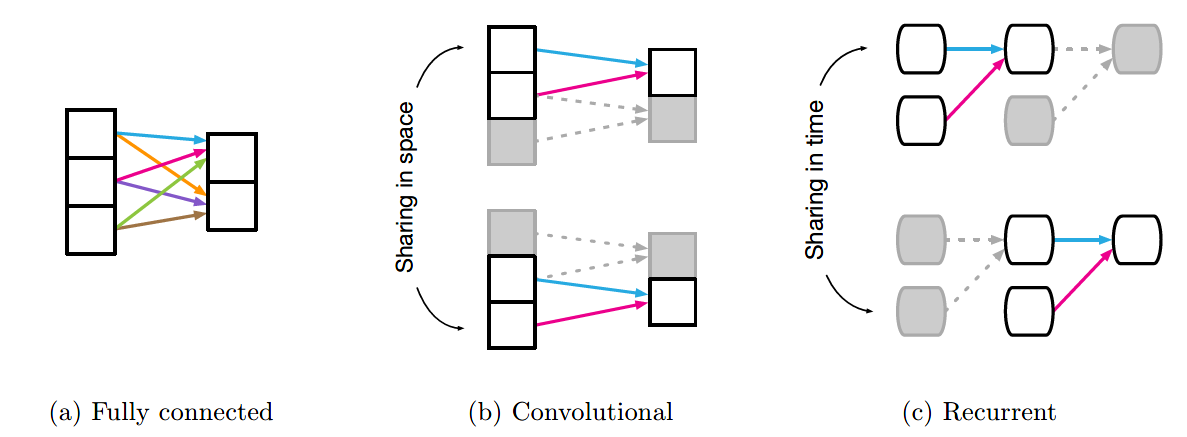 Sharing in space
Sharing in time
(a) Fully connected
(b) Convolutional
(c) Recurrent